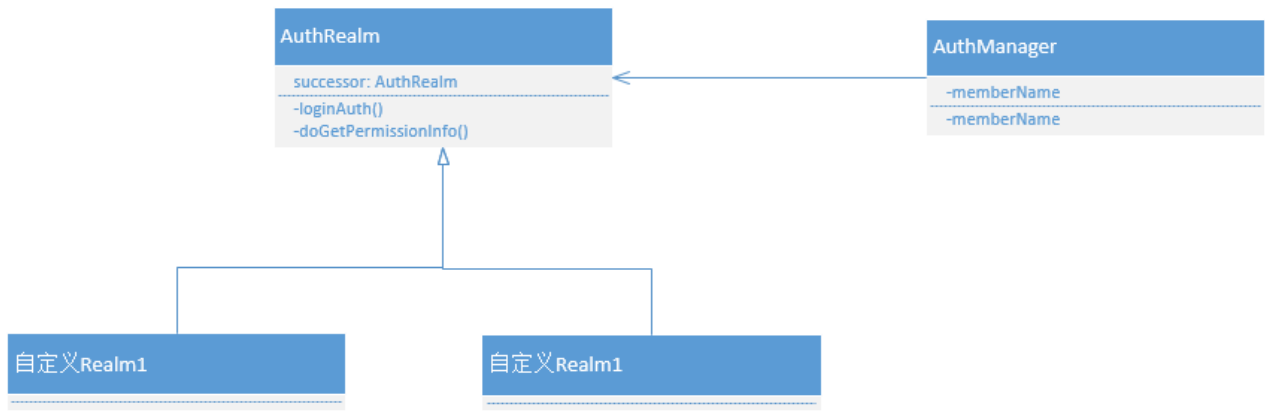 AuthRealm
successor: AuthRealm
-loginAuth()
-doGetPermissionInfo()
AuthManager
-memberName
-memberName
自定义Realm1
自定义Realm1